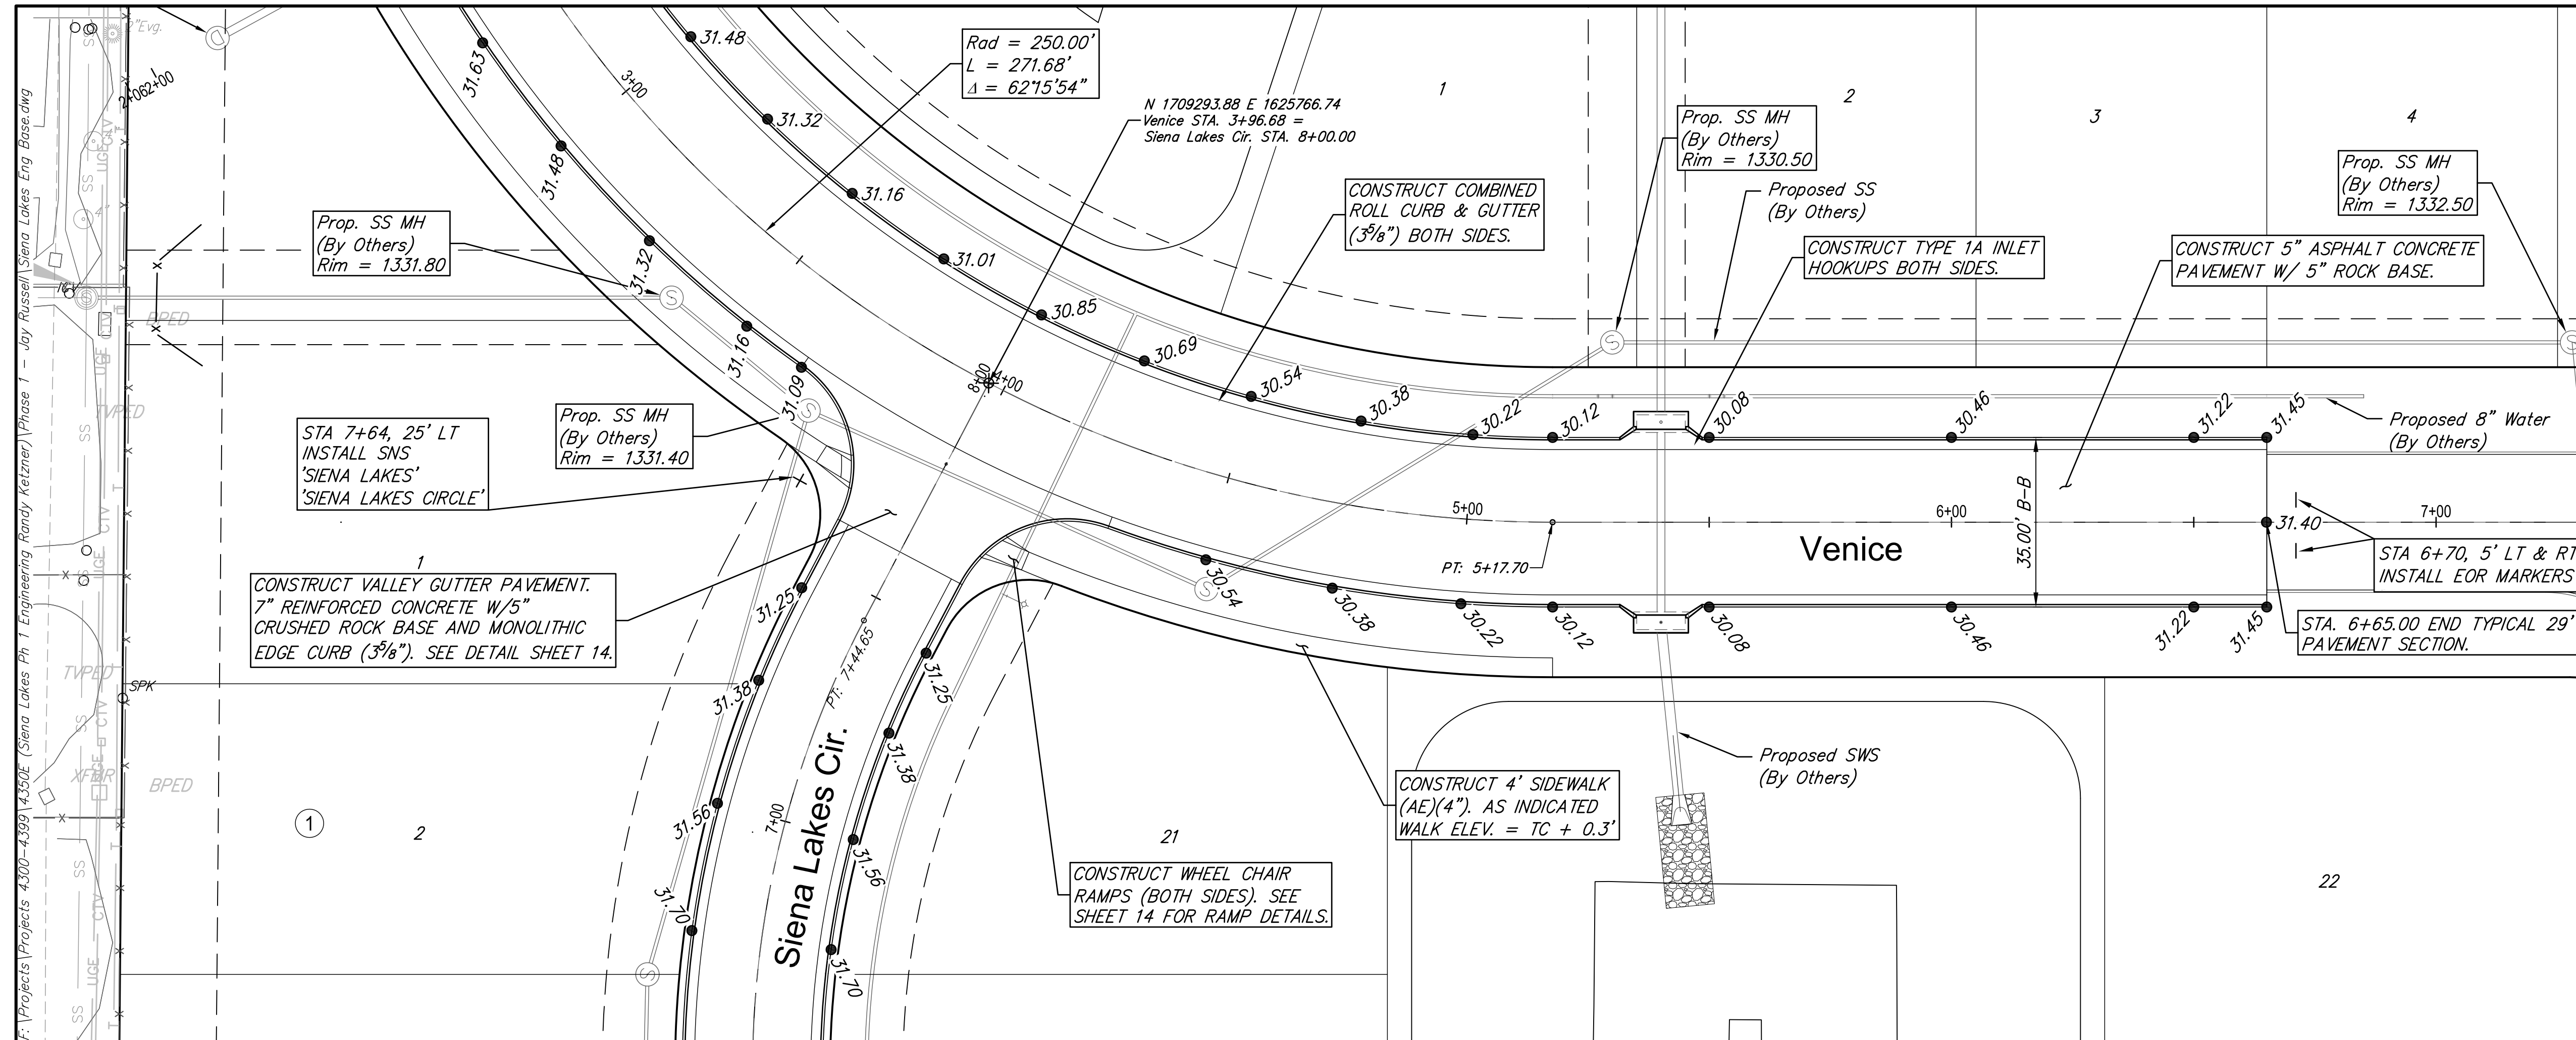 F:\Projects\Projects 4300-4399\4350E (Siena Lakes Ph 1 Engineering Randy Ketzner)\Phase 1 - Jay Russell\Siena Lakes Eng Base.dwg
2"Evg.
2+06
2+00
SS
UGE
CTV
T
4"
BPED
TVPED
TVPED
SPK
XFMR
BPED
D
31.63
31.48
31.32
31.16
31.09
31.48
31.32
31.16
31.01
30.85
30.69
30.54
30.38
30.22
30.12
30.08
30.46
31.22
31.45
3+00
Rad = 250.00'
L = 271.68'
Δ = 62°15'54"
N 1709293.88 E 1625766.74
Venice STA. 3+96.68 =
Siena Lakes Cir. STA. 8+00.00
1
2
3
4
CONSTRUCT COMBINED
ROLL CURB & GUTTER
(3⅝") BOTH SIDES.
Prop. SS MH
(By Others)
Rim = 1330.50
Proposed SS
(By Others)
CONSTRUCT TYPE 1A INLET
HOOKUPS BOTH SIDES.
Prop. SS MH
(By Others)
Rim = 1332.50
CONSTRUCT 5" ASPHALT CONCRETE
PAVEMENT W/ 5" ROCK BASE.
Prop. SS MH
(By Others)
Rim = 1331.80
Prop. SS MH
(By Others)
Rim = 1331.40
STA 7+64, 25' LT
INSTALL SNS
'SIENA LAKES'
'SIENA LAKES CIRCLE'
8+00
4+00
Proposed 8" Water
(By Others)
5+00
6+00
7+00
35.00' B-B
31.40
Venice
PT: 5+17.70
STA 6+70, 5' LT & RT
INSTALL EOR MARKERS
STA. 6+65.00 END TYPICAL 29'
PAVEMENT SECTION.
1
CONSTRUCT VALLEY GUTTER PAVEMENT.
7" REINFORCED CONCRETE W/5"
CRUSHED ROCK BASE AND MONOLITHIC
EDGE CURB (3⅝"). SEE DETAIL SHEET 14.
31.25
31.38
31.56
31.70
PT: 7+44.65
7+00
Siena Lakes Cir.
31.25
31.38
31.56
31.70
30.54
30.38
30.22
30.12
30.08
30.46
31.22
31.45
S
1
2
21
22
CONSTRUCT WHEEL CHAIR
RAMPS (BOTH SIDES). SEE
SHEET 14 FOR RAMP DETAILS.
CONSTRUCT 4' SIDEWALK
(AE)(4"). AS INDICATED
WALK ELEV. = TC + 0.3'
Proposed SWS
(By Others)